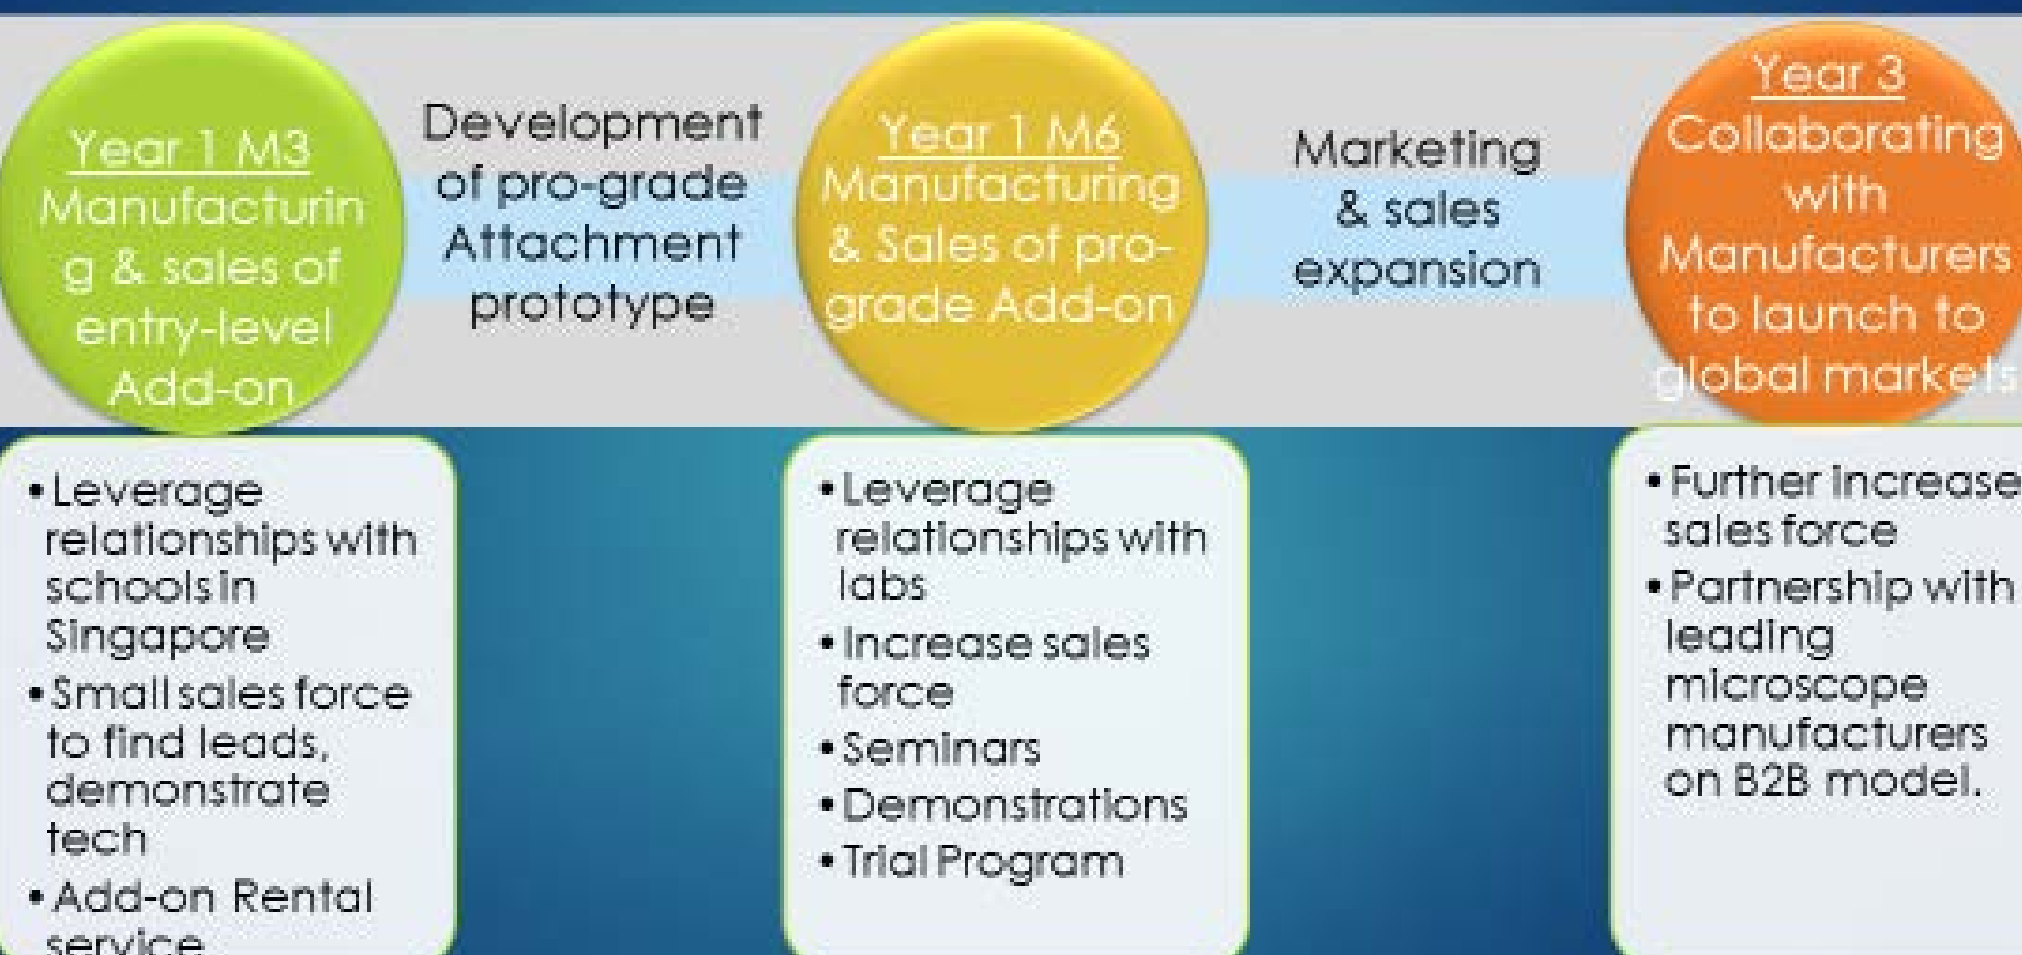 Year 1 M3
Manufacturin
g & sales of
entry-level
Add-on
Development
of pro-grade
Attachment
prototype
Year 1 M6
Manufacturing
& Sales of pro-
grade Add-on
Marketing
& sales
expansion
Year 3
Collaborating
with
Manufacturers
to launch to
global markets
•Leverage
relationships with
schools in
Singapore
•Small sales force
to find leads,
demonstrate
tech
•Add-on Rental
service
•Leverage
relationships with
labs
•Increase sales
force
•Seminars
•Demonstrations
•Trial Program
•Further increase
sales force
•Partnership with
leading
microscope
manufacturers
on B2B model.